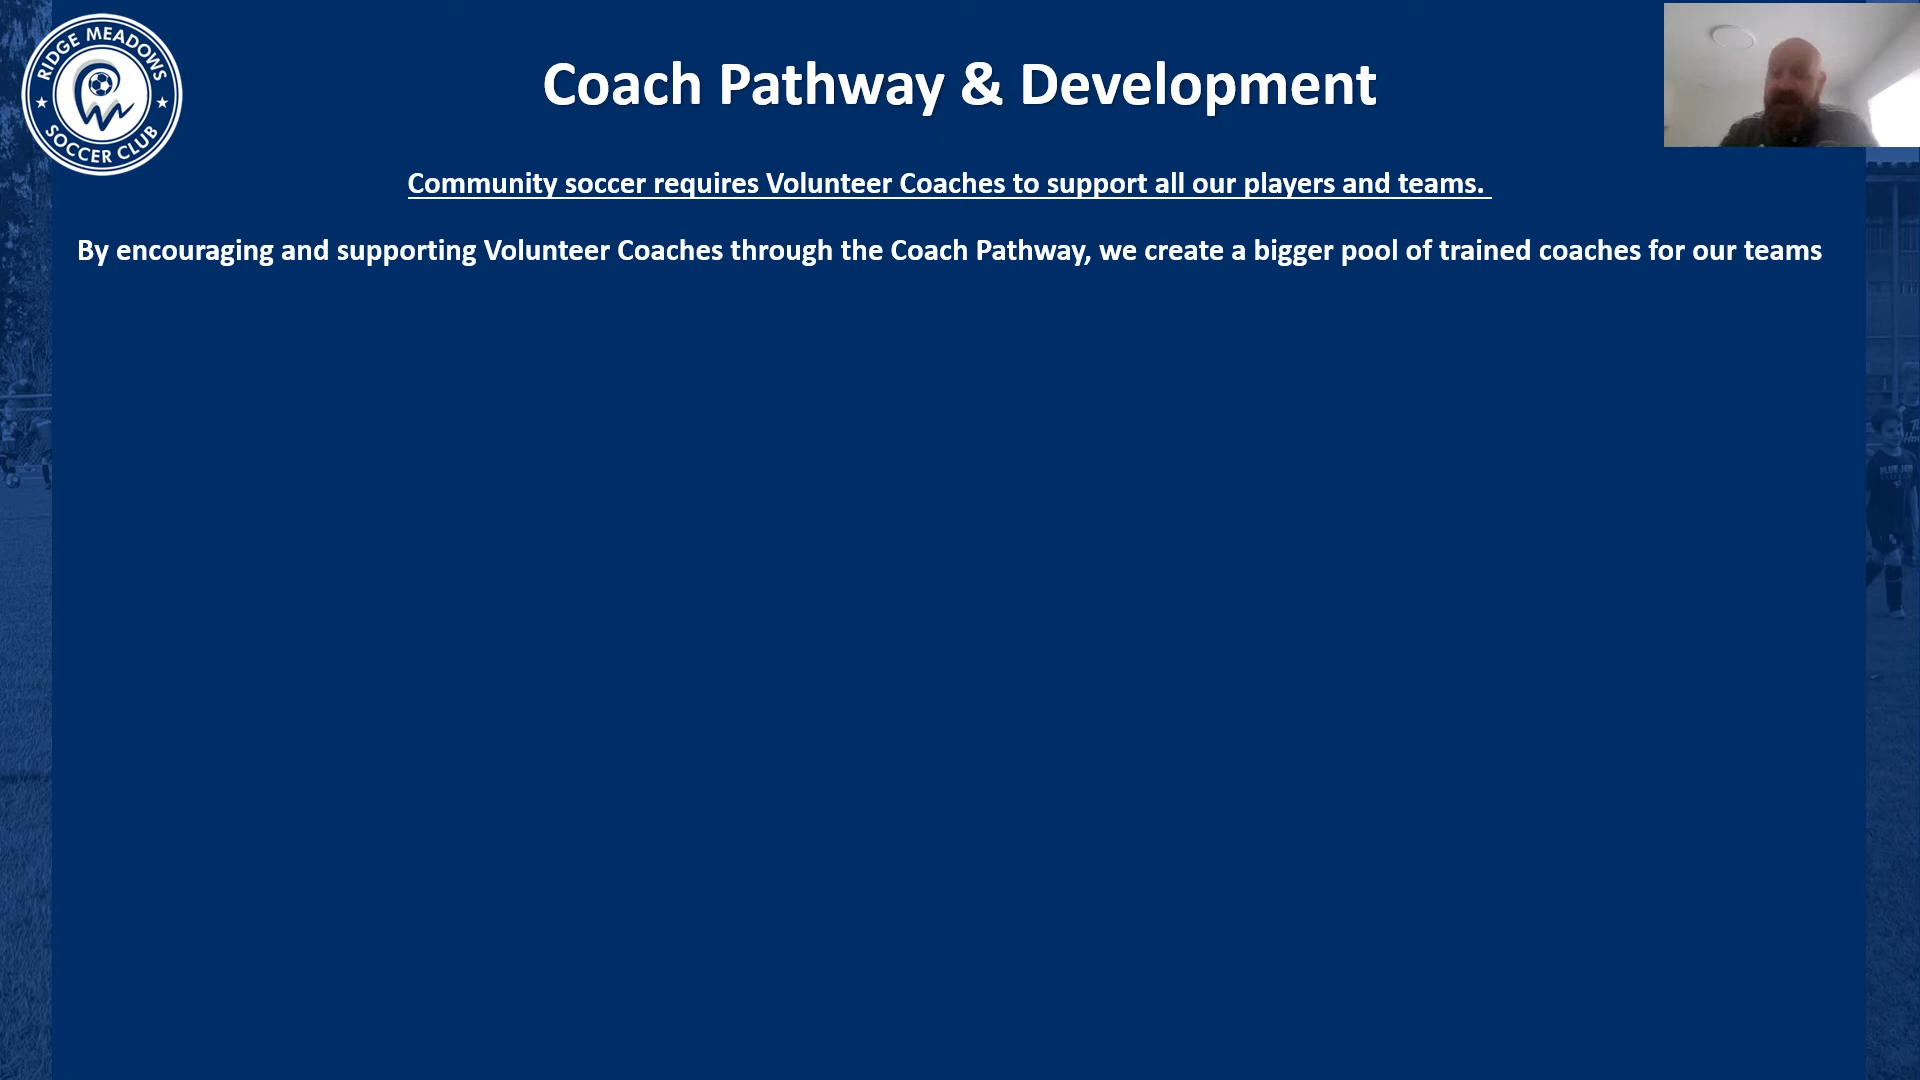 RIDGE MEADOWS
SOCCER CLUB
Coach Pathway & Development
Community soccer requires Volunteer Coaches to support all our players and teams.
By encouraging and supporting Volunteer Coaches through the Coach Pathway, we create a bigger pool of trained coaches for our teams